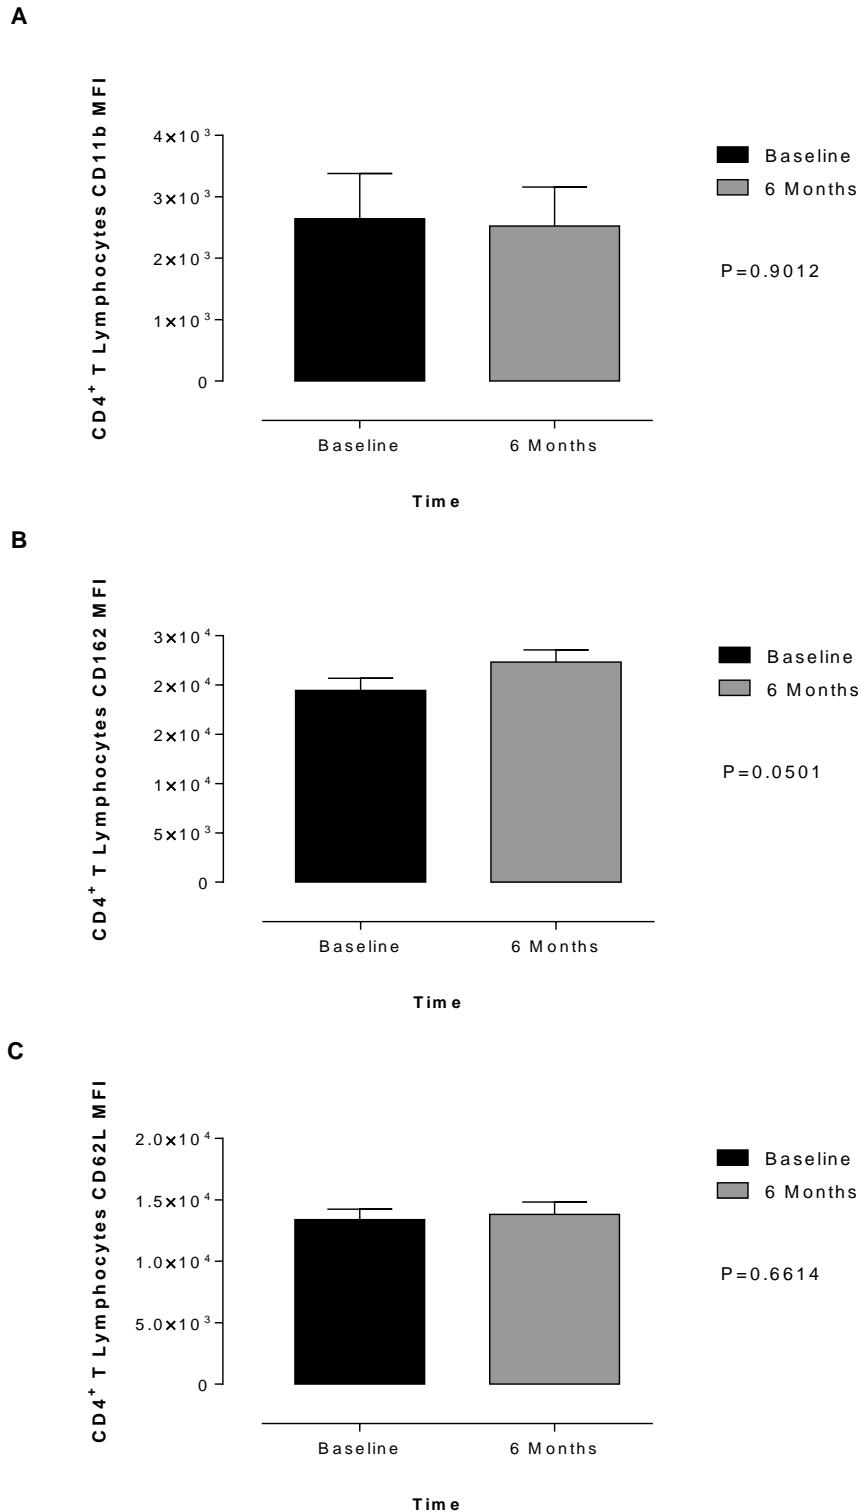 A
CD4⁺ T Lymphocytes CD11b MFI
4×10³
3×10³
2×10³
1×10³
0
Baseline
6 Months
P=0.9012
Baseline 6 Months
Time
B
CD4⁺ T Lymphocytes CD162 MFI
3×10⁴
2×10⁴
2×10⁴
1×10⁴
5×10³
0
Baseline
6 Months
P=0.0501
Baseline 6 Months
Time
C
CD4⁺ T Lymphocytes CD62L MFI
2.0×10⁴
1.5×10⁴
1.0×10⁴
5.0×10³
0
Baseline
6 Months
P=0.6614
Baseline 6 Months
Time